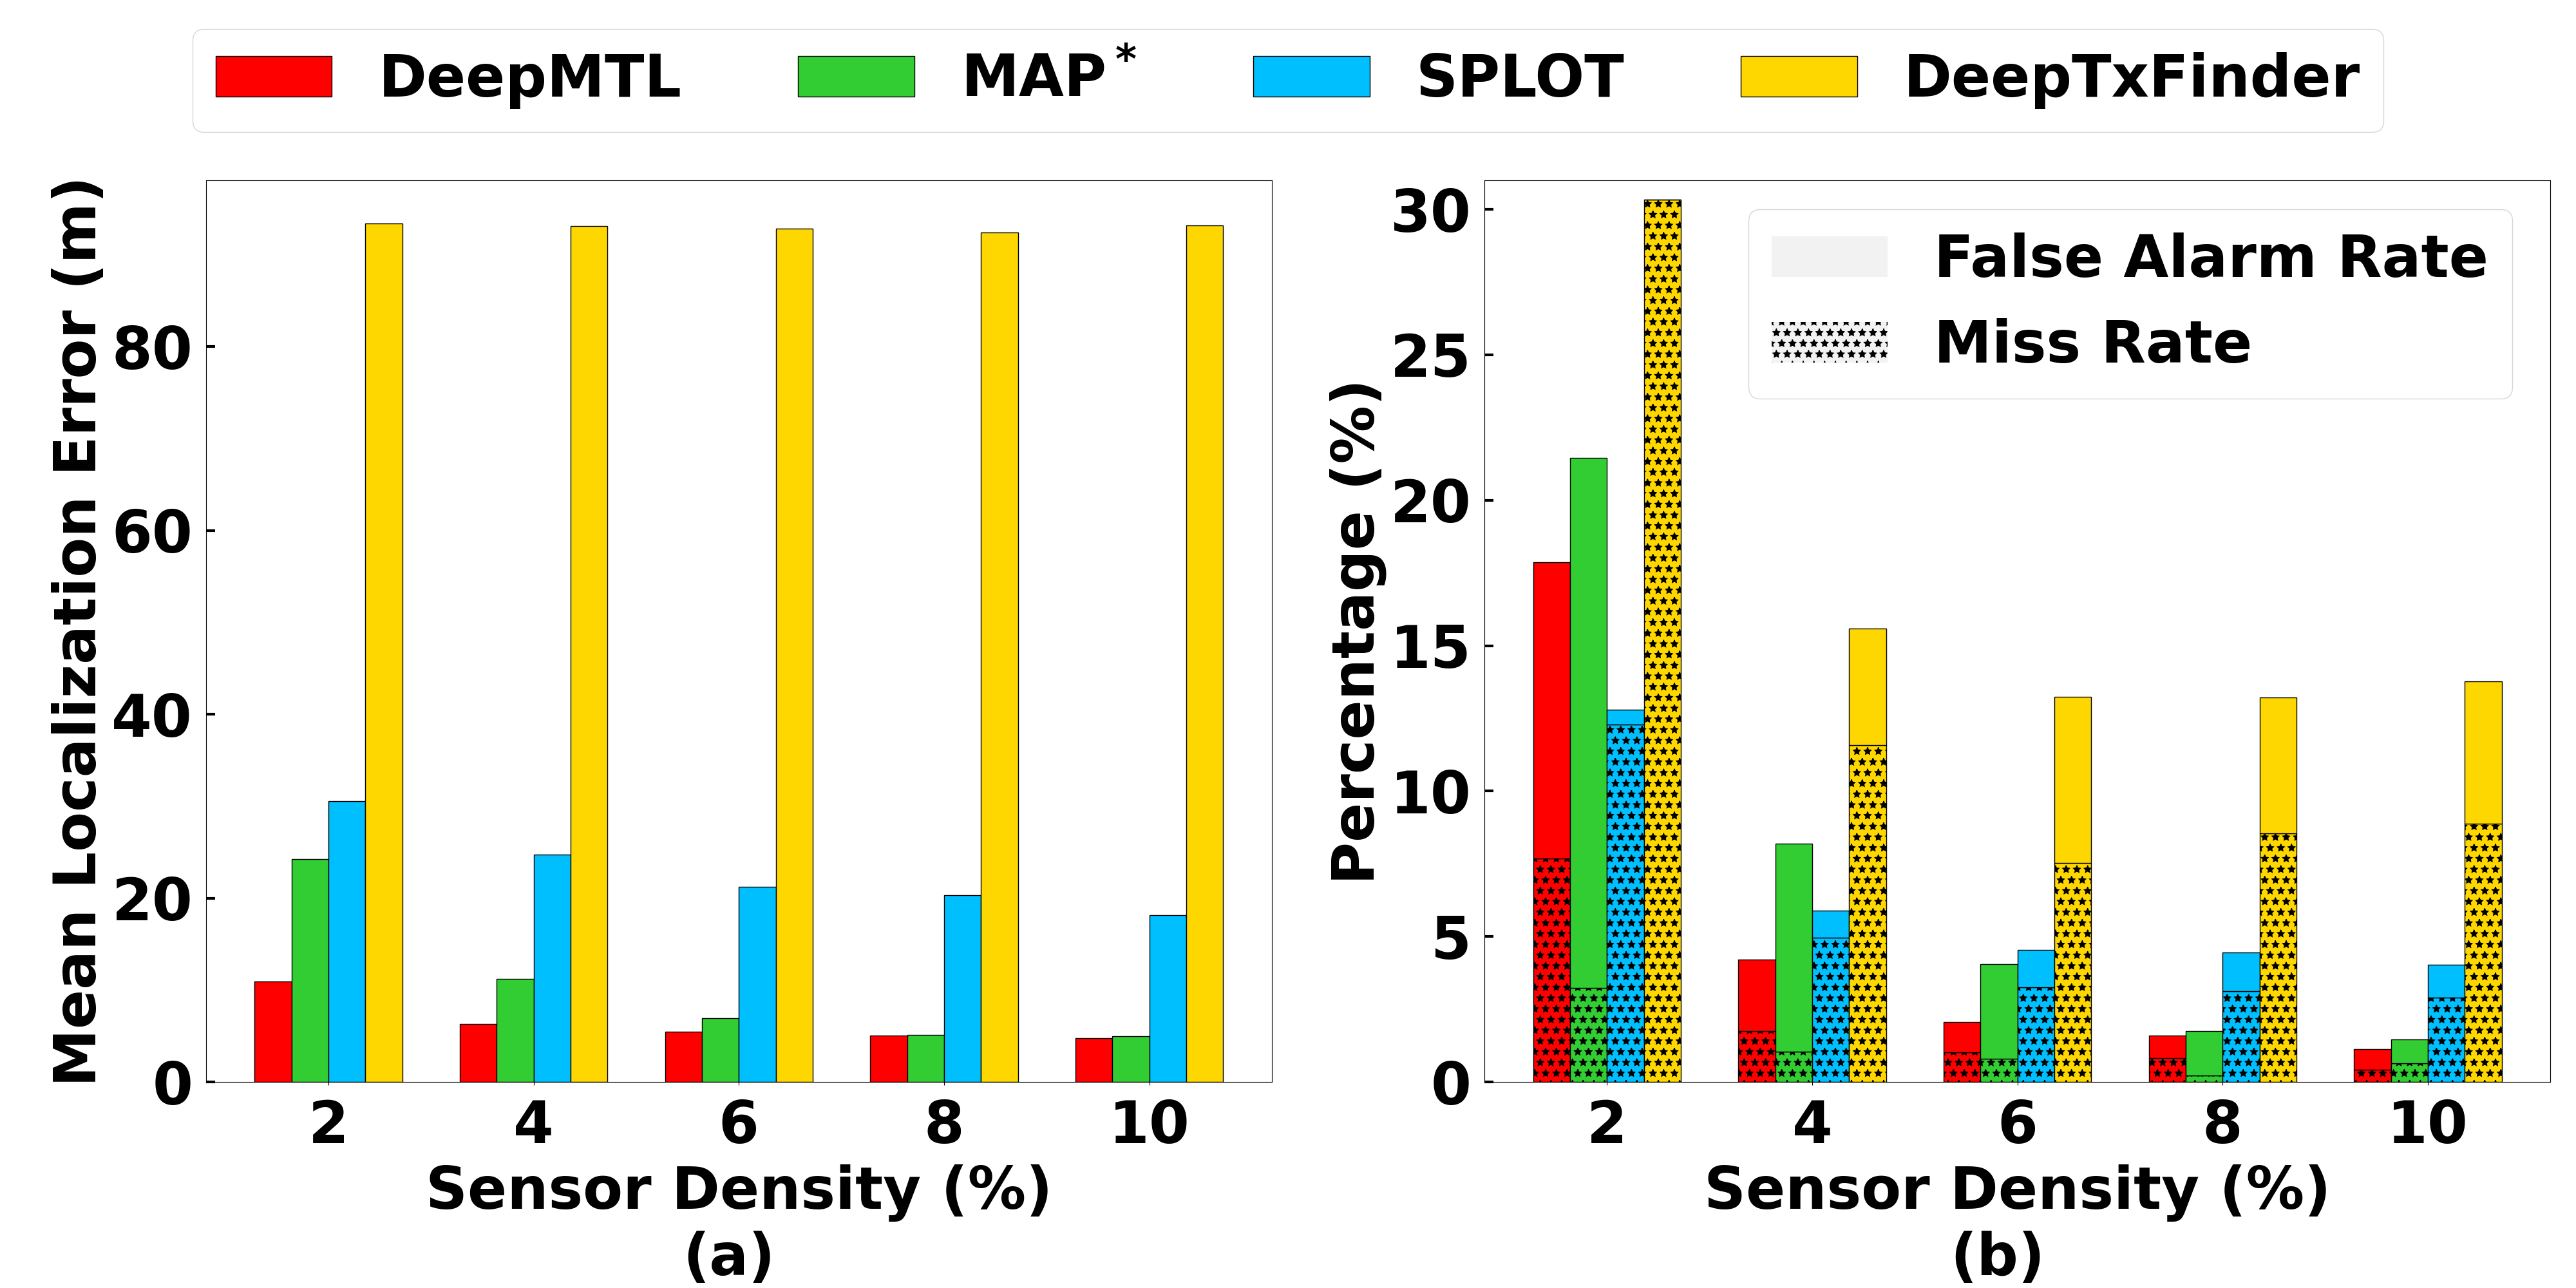 DeepMTL MAP* SPLOT DeepTxFinder
Mean Localization Error (m)
80
60
40
20
0
2 4 6 8 10
Sensor Density (%)
(a)
Percentage (%)
30
25
20
15
10
5
0
False Alarm Rate
Miss Rate
2 4 6 8 10
Sensor Density (%)
(b)